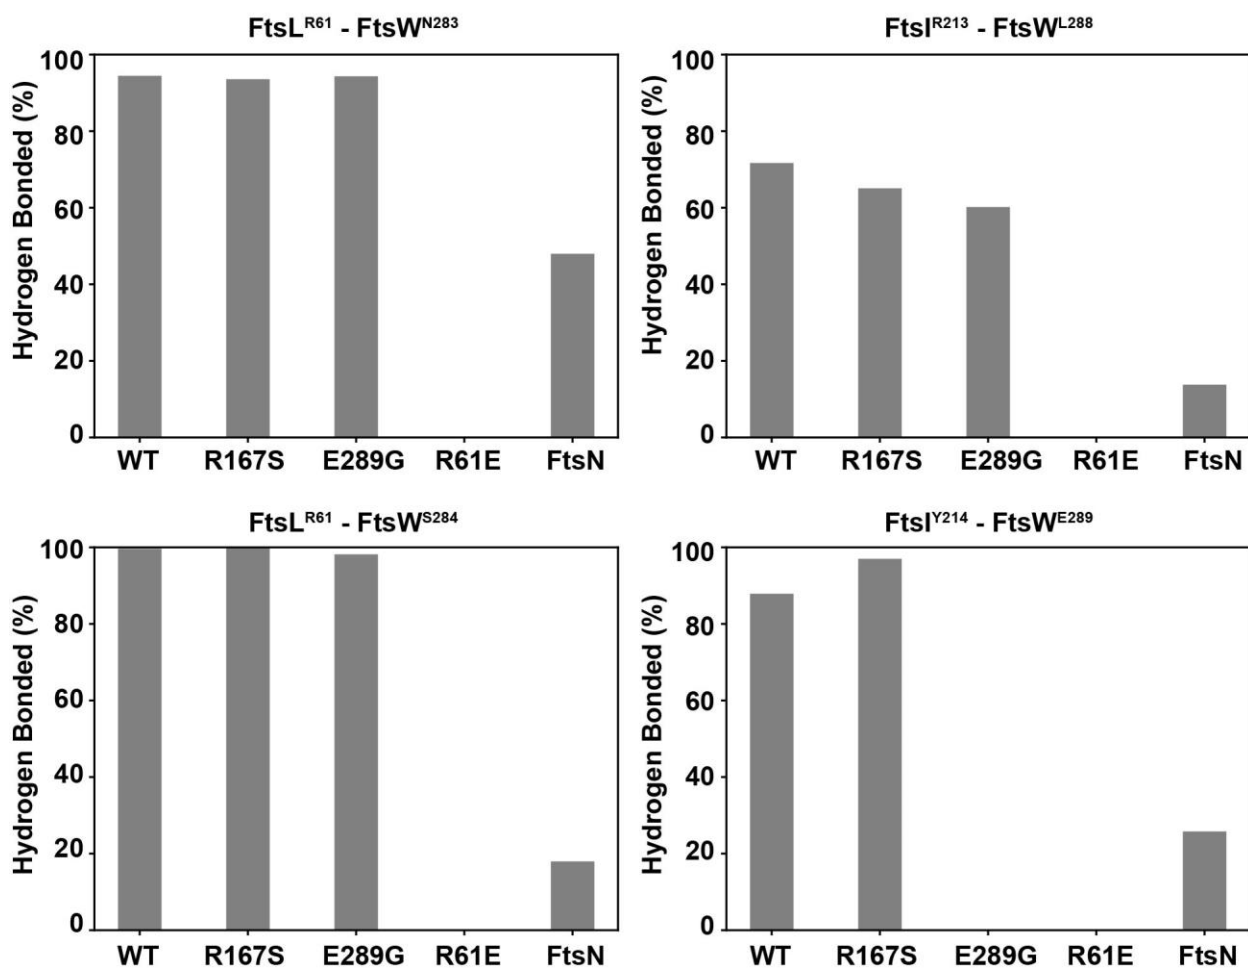 FtsL^R61 - FtsW^N283
Hydrogen Bonded (%)
100
80
60
40
20
0
WT R167S E289G R61E FtsN
FtsI^R213 - FtsW^L288
Hydrogen Bonded (%)
100
80
60
40
20
0
WT R167S E289G R61E FtsN
FtsL^R61 - FtsW^S284
Hydrogen Bonded (%)
100
80
60
40
20
0
WT R167S E289G R61E FtsN
FtsI^Y214 - FtsW^E289
Hydrogen Bonded (%)
100
80
60
40
20
0
WT R167S E289G R61E FtsN